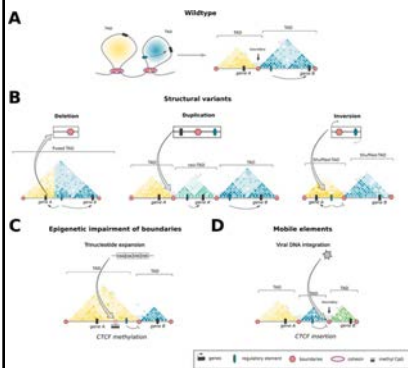 A
Wildtype
TAD
TAD
TAD
TAD
boundary
gene A
gene B
B
Structural variants
Deletion
Duplication
Inversion
Fused TAD
TAD
neo-TAD
TAD
Shuffled TAD
Shuffled TAD
gene A
gene B
gene A
gene B
gene A
gene B
C
Epigenetic impairment of boundaries
Trinucleotide expansion
TAD
TAD
gene A
gene B
CTCF methylation
D
Mobile elements
Viral DNA integration
TAD
TAD
boundary
TAD
gene A
gene B
CTCF insertion
genes
regulatory element
boundaries
cohesin
methyl CpG